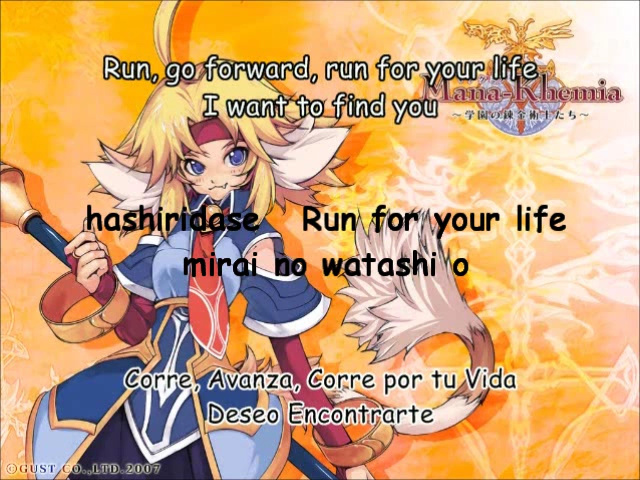 Run, go forward, run for your life
I want to find you
Mana-Khemia
～学園の錬金術士たち～
hashiridase Run for your life
mirai no watashi o
Corre, Avanza, Corre por tu Vida
Deseo Encontrarte
©GUST CO.,LTD.2007